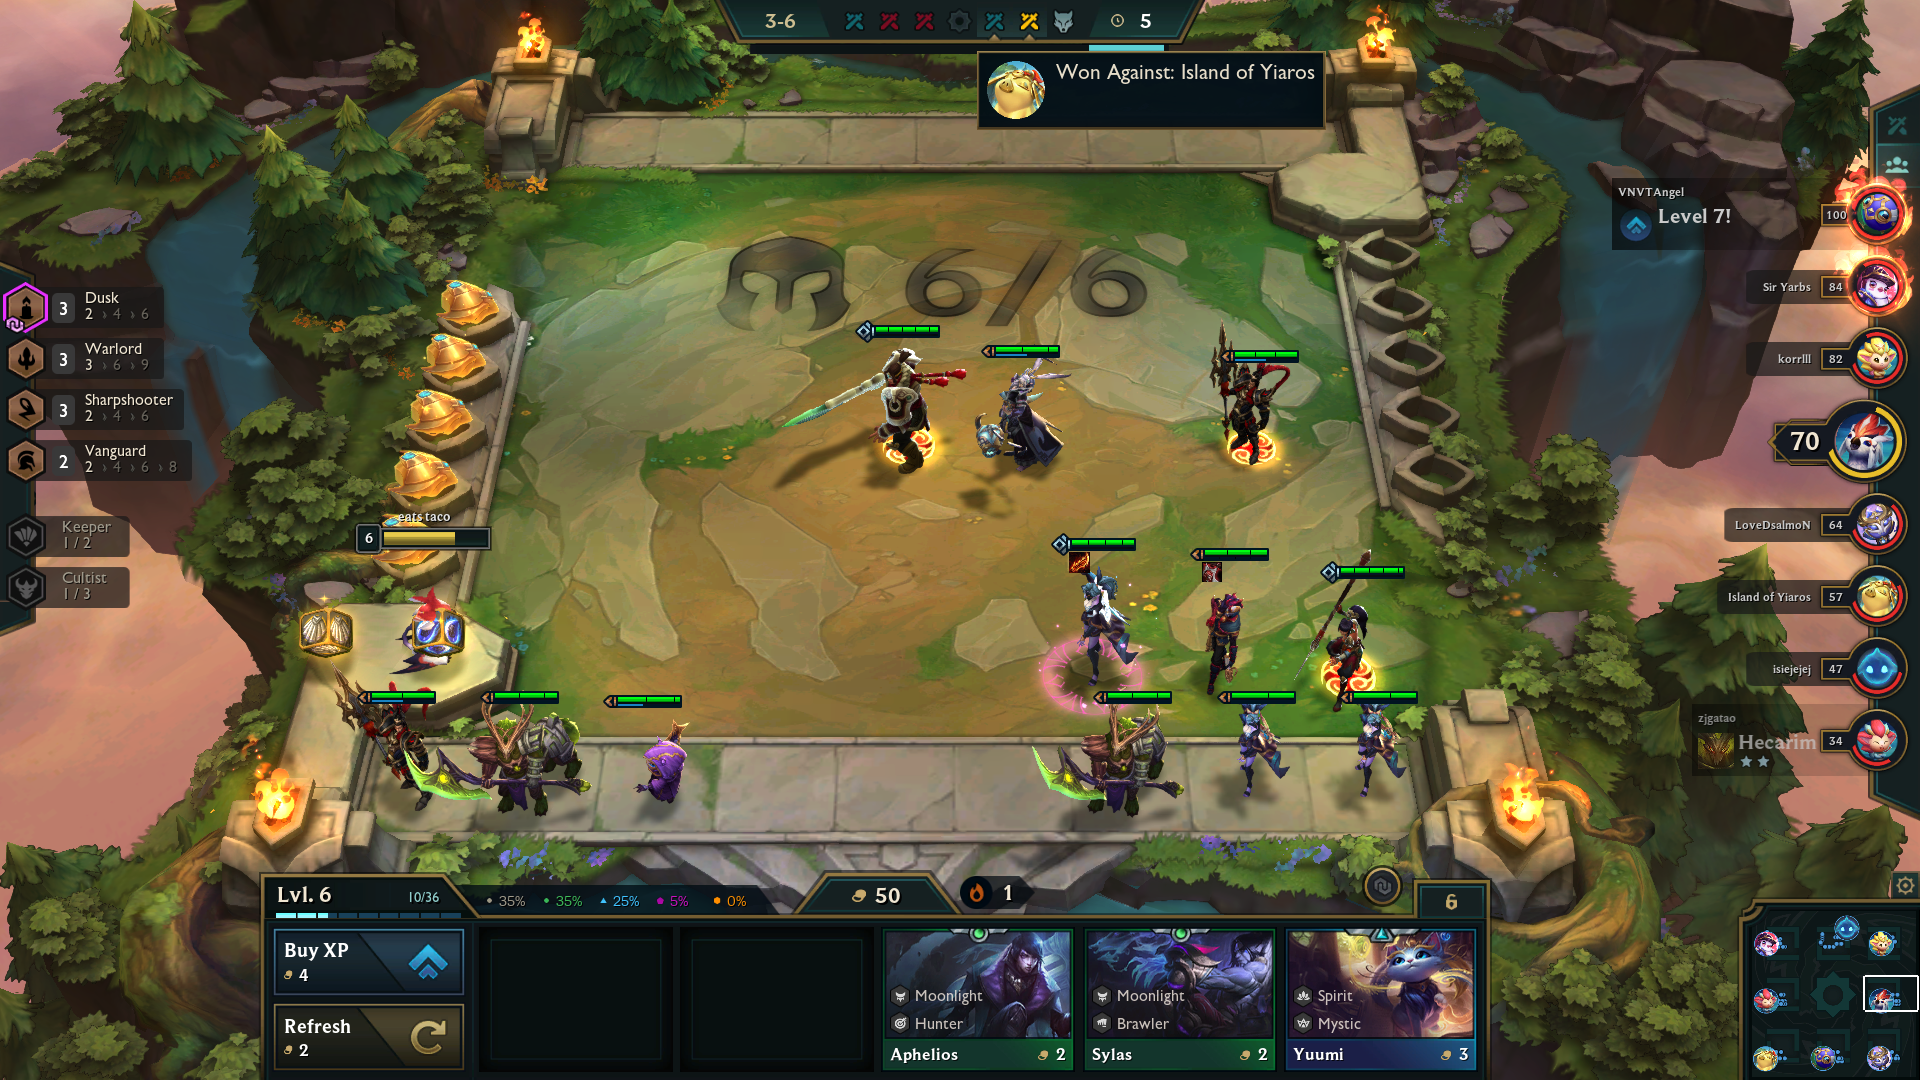 3-6
5
Won Against: Island of Yiaros
VNVTAngel
Level 7!
100
Sir Yarbs
84
korrlll
82
70
LoveDsalmoN
64
Island of Yiaros
57
isiejejej
47
zjgatao
Hecarim
34
3
Dusk
2 › 4 › 6
3
Warlord
3 › 6 › 9
3
Sharpshooter
2 › 4 › 6
2
Vanguard
2 › 4 › 6 › 8
Keeper
1 / 2
Cultist
1 / 3
6/6
eats taco
6
Lvl. 6
10/36
35%
35%
25%
5%
0%
50
1
6
Buy XP
4
Refresh
2
Moonlight
Hunter
Aphelios
2
Moonlight
Brawler
Sylas
2
Spirit
Mystic
Yuumi
3